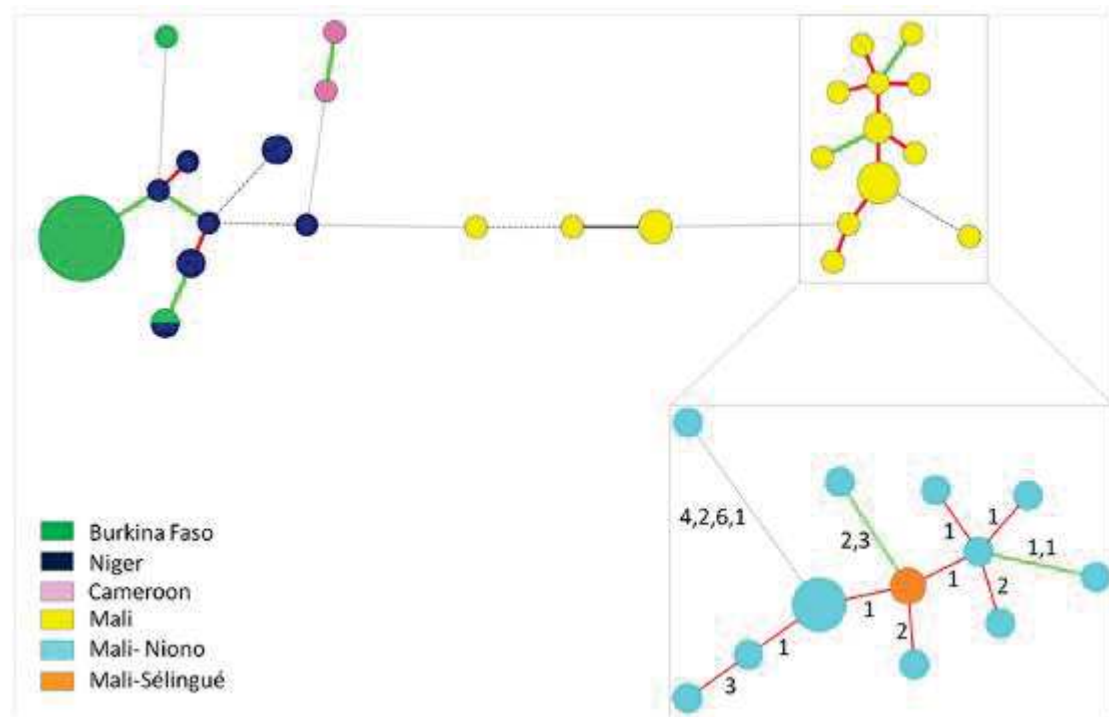 4,2,6,1
2,3
1
1
1,1
1
2
1
2
1
3
Burkina Faso
Niger
Cameroon
Mali
Mali- Niono
Mali-Sélingué